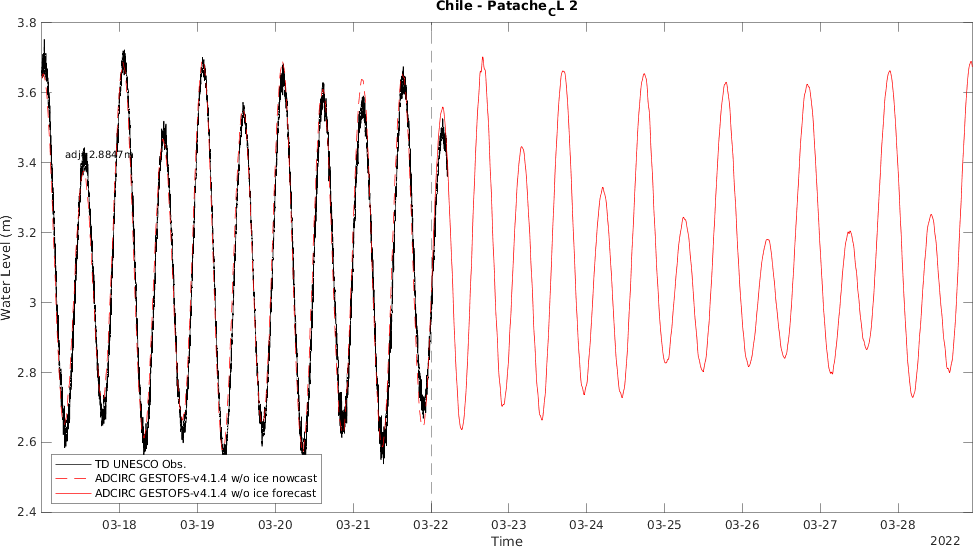 Chile - Patache_CL 2
3.8
3.6
3.4
3.2
3
2.8
2.6
2.4
Water Level (m)
adj: 2.8847m
TD UNESCO Obs.
ADCIRC GESTOFS-v4.1.4 w/o ice nowcast
ADCIRC GESTOFS-v4.1.4 w/o ice forecast
03-18 03-19 03-20 03-21 03-22 03-23 03-24 03-25 03-26 03-27 03-28
Time
2022